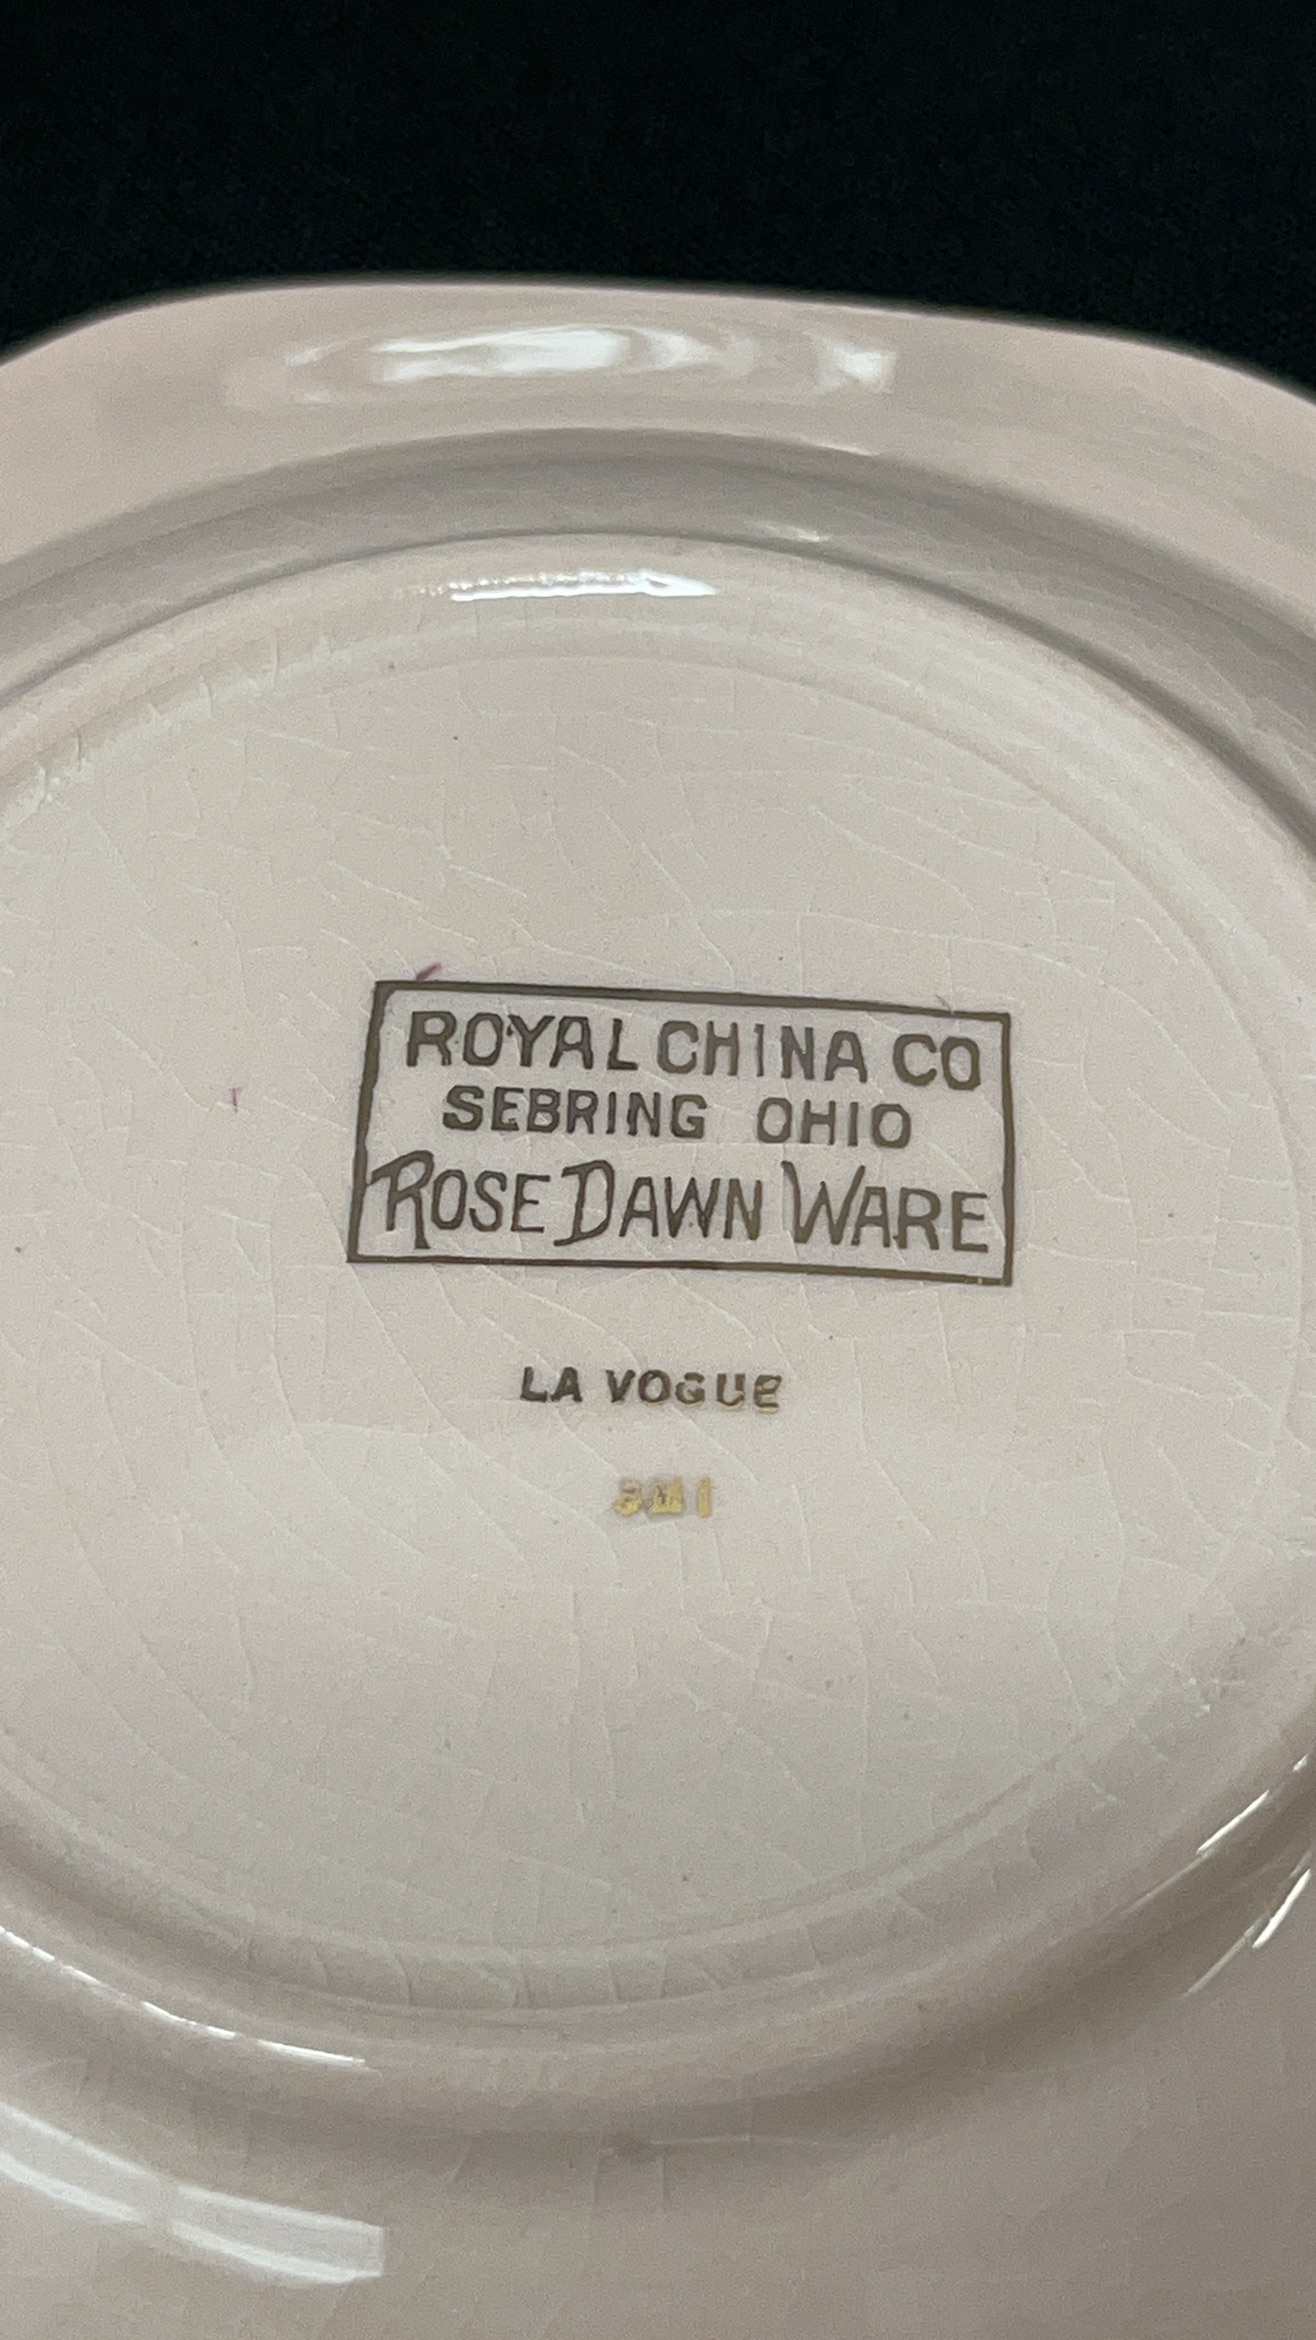 ROYAL CHINA CO
SEBRING OHIO
ROSE DAWN WARE
LA VOGUE